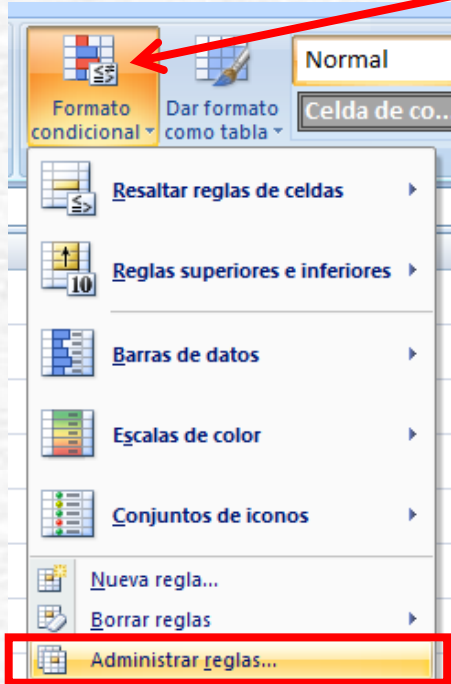 Normal
Formato
condicional
Dar formato
como tabla
Celda de co...
Resaltar reglas de celdas
10
Reglas superiores e inferiores
Barras de datos
Escalas de color
Conjuntos de iconos
Nueva regla...
Borrar reglas
Administrar reglas...